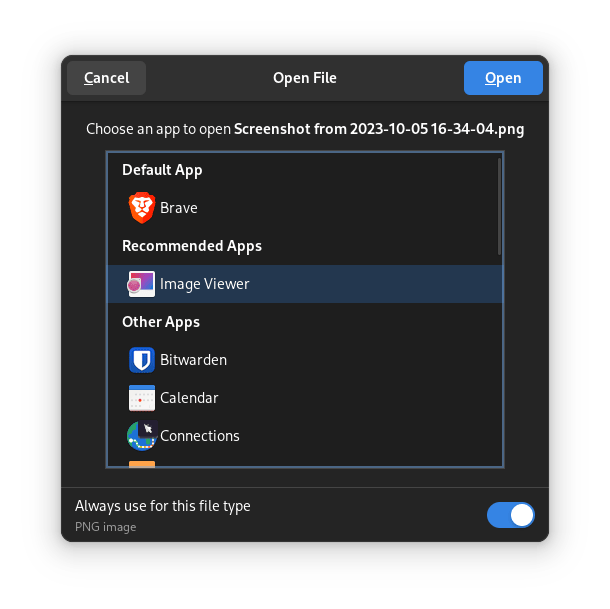 Cancel
Open File
Open
Choose an app to open Screenshot from 2023-10-05 16-34-04.png
Default App
Brave
Recommended Apps
Image Viewer
Other Apps
Bitwarden
Calendar
Connections
Always use for this file type
PNG image